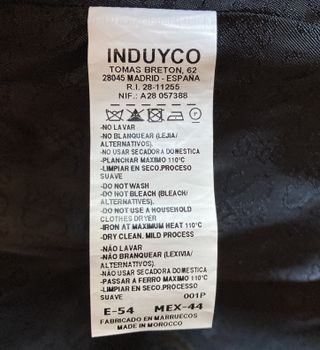 INDUYCO
TOMAS BRETON, 62
28045 MADRID - ESPAÑA
R.I. 28-11255
NIF.: A28 057388
-NO LAVAR
-NO BLANQUEAR (LEJIA/
ALTERNATIVOS).
-NO USAR SECADORA DOMESTICA
-PLANCHAR MAXIMO 110°C
-LIMPIAR EN SECO.PROCESO
SUAVE
-DO NOT WASH
-DO NOT BLEACH (BLEACH/
ALTERNATIVES).
-DO NOT USE A HOUSEHOLD
CLOTHES DRYER
-IRON AT MAXIMUM HEAT 110°C
-DRY CLEAN. MILD PROCESS
-NÃO LAVAR
-NÃO BRANQUEAR (LEXIVIA/
ALTERNATIVOS).
-NÃO USAR SECADORA DOMESTICA
-PASSAR A FERRO MAXIMO 110°C
-LIMPIAR EN SECO.PROCESO
SUAVE 001P
E-54 MEX-44
FABRICADO EN MARRUECOS
MADE IN MOROCCO